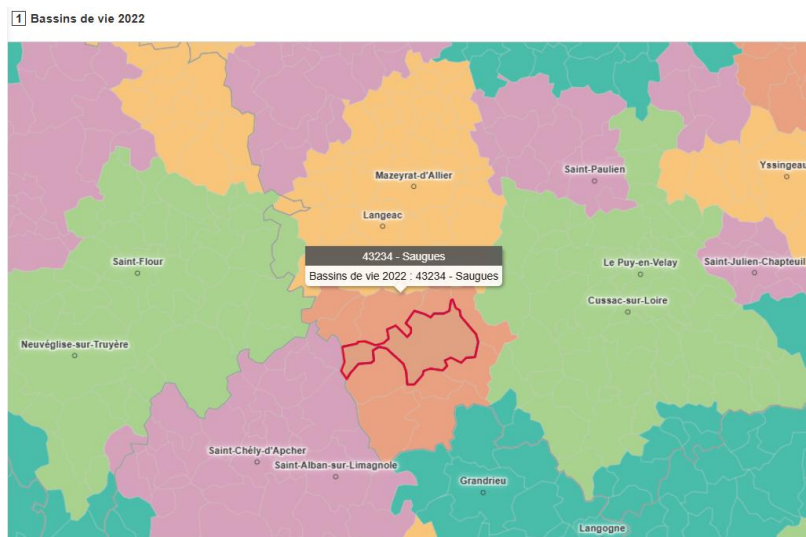 1 Bassins de vie 2022
Mazeyrat-d'Allier
Saint-Paulien
Yssingeau
Langeac
43234 - Saugues
Bassins de vie 2022 : 43234 - Saugues
Saint-Flour
Le Puy-en-Velay
Saint-Julien-Chapteuil
Cussac-sur-Loire
Neuvéglise-sur-Truyère
Saint-Chély-d'Apcher
Saint-Alban-sur-Limagnole
Grandrieu
Langogne